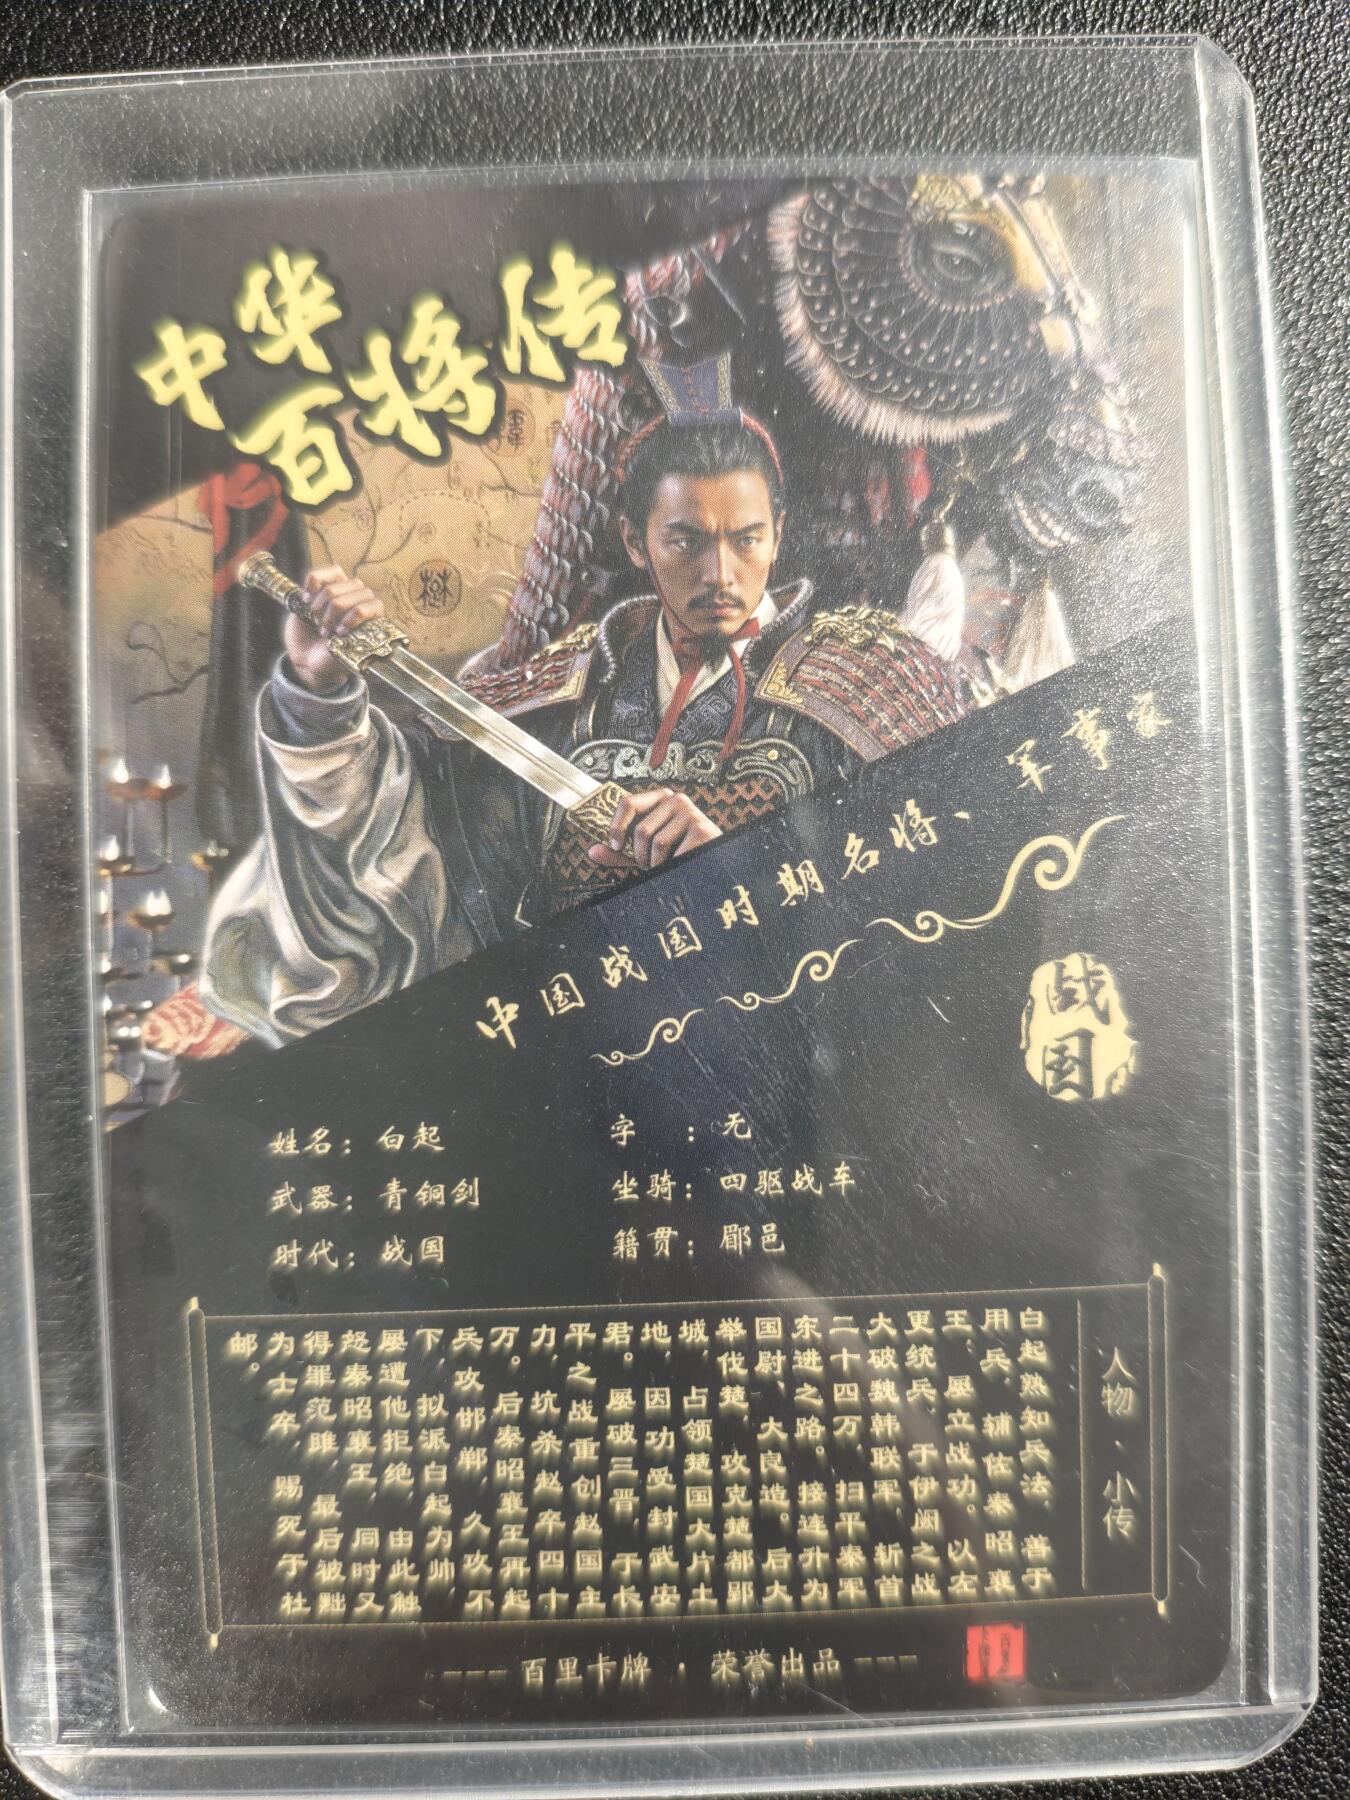 中华
百将传
中国战国时期名将、军事家
战国
姓名：白起
字：无
武器：青铜剑
坐骑：四驱战车
时代：战国
籍贯：郿邑
人物·小传
白起熟知兵法，善于
用兵，辅佐秦昭襄
王，屡立战功。以左
更统兵，于伊阙之战
大破魏韩联军，斩首
二十四万，扫平秦军
东进之路。接连升为
国尉、大良造。后大
举伐楚，攻克楚都郢
城，占领楚国大片土
地，因功受封武安
君。屡破三晋，于长
平之战重创赵国主
力，坑杀赵卒四十
万。后秦昭襄王再起
兵攻邯郸，久攻不
下，拟派白起为帅，
屡遭他拒绝，由此触
怒秦昭襄王，同时又
得罪范雎，最后被黜
为士卒，赐死于杜
邮。
---百里卡牌·荣誉出品---